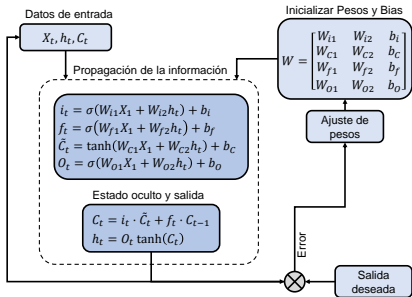 Datos de entrada
X_t, h_t, C_t
Inicializar Pesos y Bias
W = [W_{i1} W_{i2} b_i
W_{C1} W_{C2} b_C
W_{f1} W_{f2} b_f
W_{O1} W_{O2} b_O]
Propagación de la información
i_t = σ(W_{i1}X_1 + W_{i2}h_t) + b_i
f_t = σ(W_{f1}X_1 + W_{f2}h_t) + b_f
C̃_t = tanh(W_{C1}X_1 + W_{C2}h_t) + b_C
O_t = σ(W_{O1}X_1 + W_{O2}h_t) + b_O
Ajuste de
pesos
Estado oculto y salida
C_t = i_t · C̃_t + f_t · C_{t-1}
h_t = O_t tanh(C_t)
Error
Salida
deseada